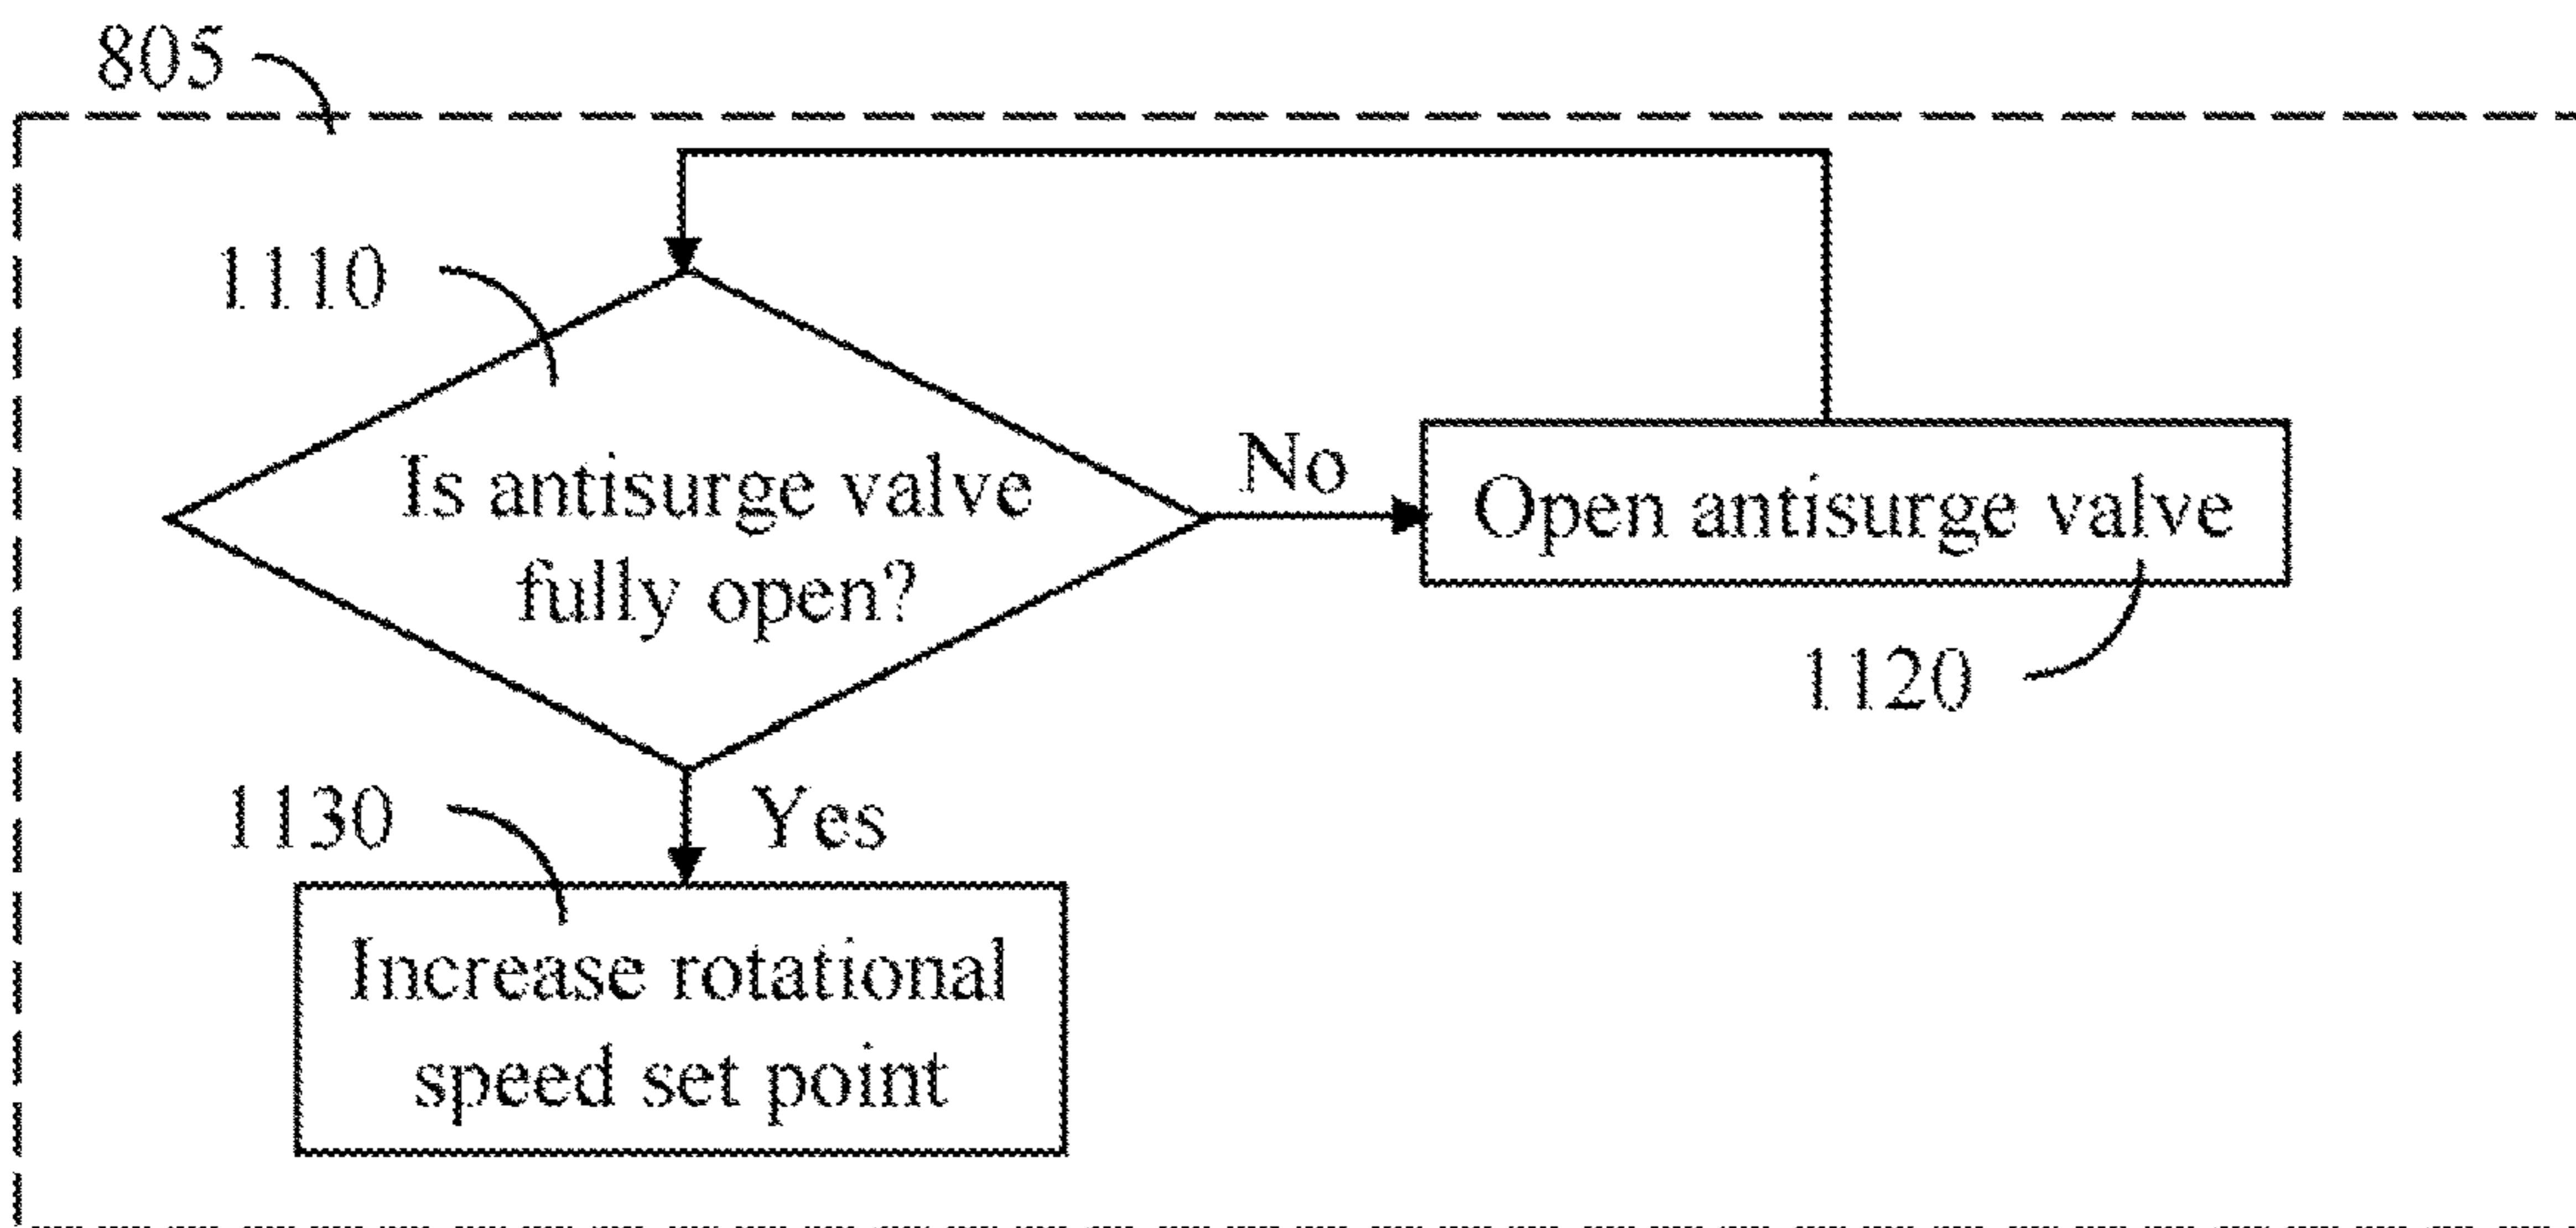 805
1110
Is antisurge valve
fully open?
No
Open antisurge valve
1120
1130
Yes
Increase rotational
speed set point